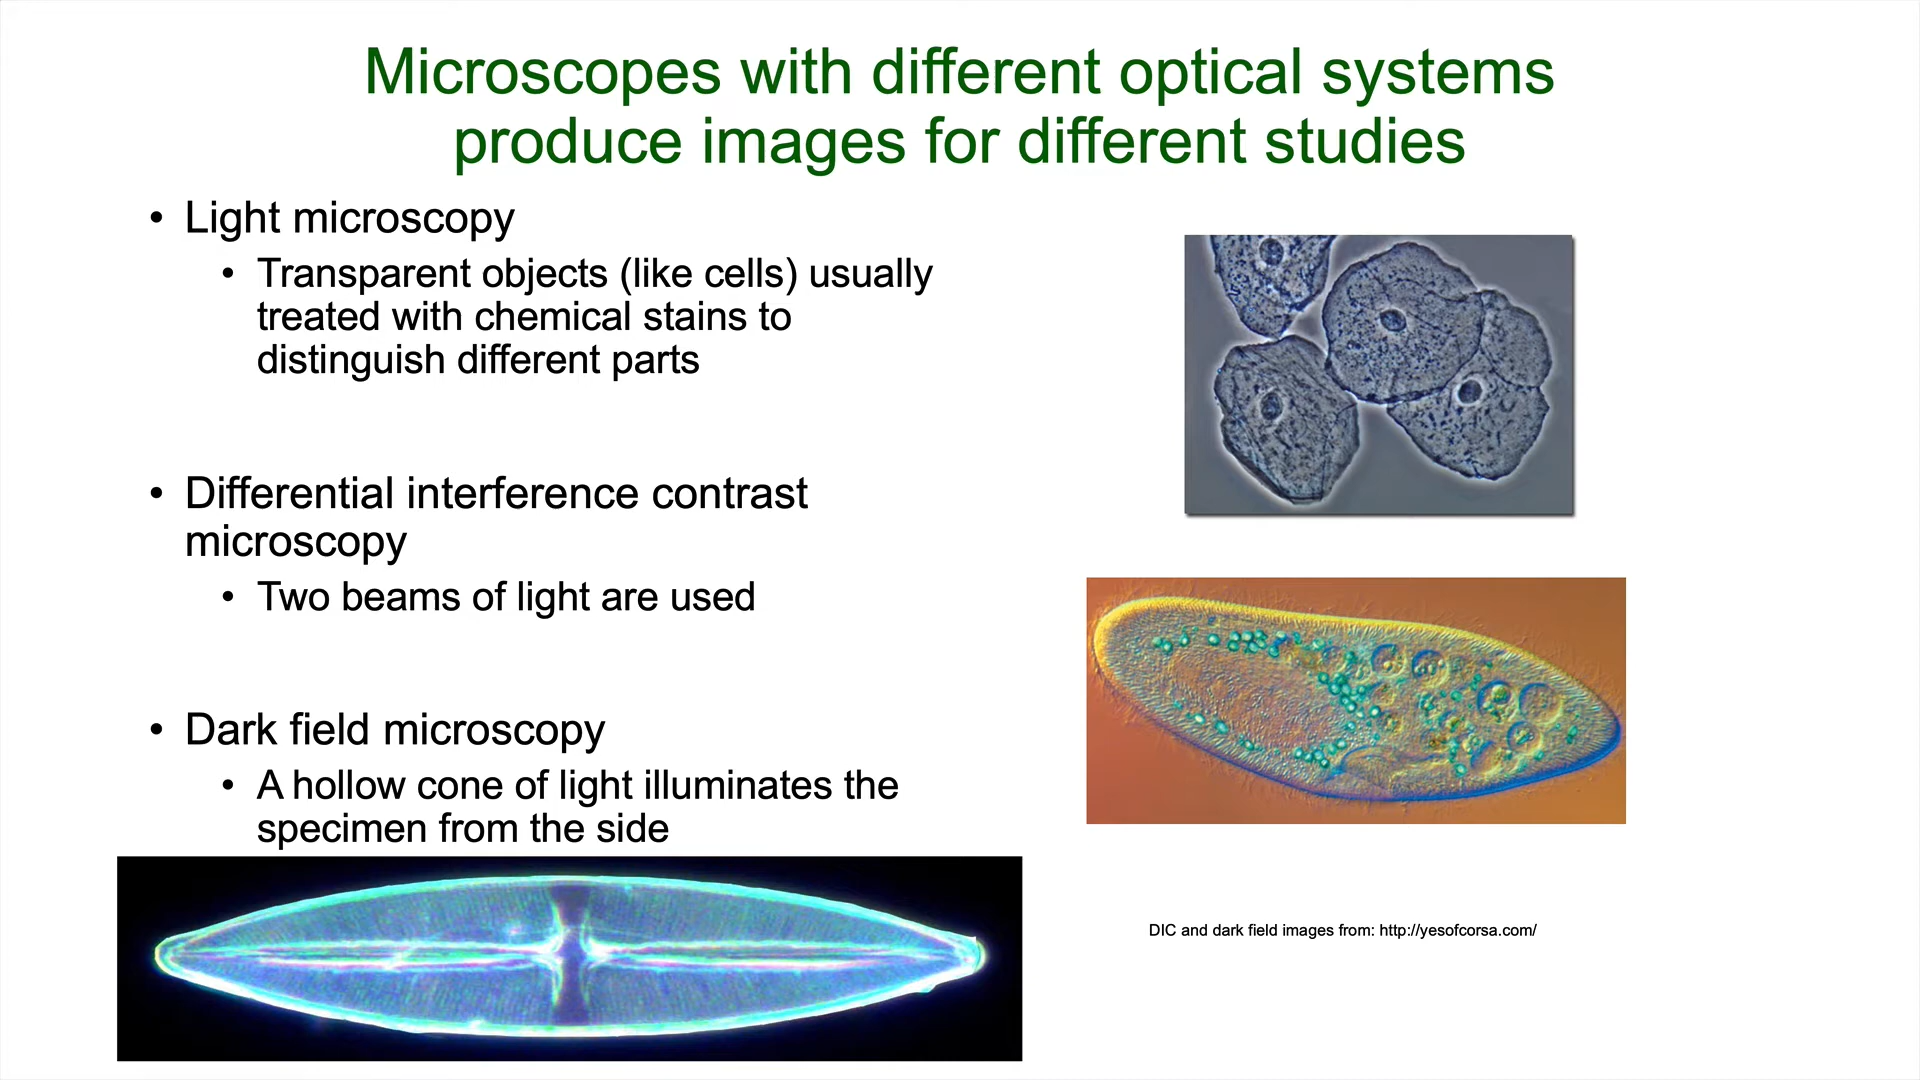 Microscopes with different optical systems
produce images for different studies
• Light microscopy
• Transparent objects (like cells) usually
treated with chemical stains to
distinguish different parts
• Differential interference contrast
microscopy
• Two beams of light are used
• Dark field microscopy
• A hollow cone of light illuminates the
specimen from the side
DIC and dark field images from: http://yesofcorsa.com/